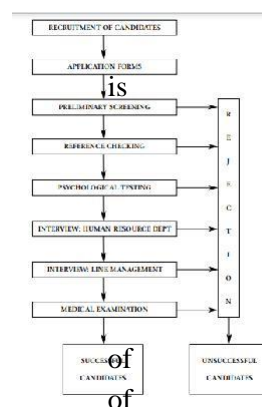 RECRUITMENT OF CANDIDATES
APPLICATION FORMS
is
PRELIMINARY SCREENING
REFERENCE CHECKING
PSYCHOLOGICAL TESTING
INTERVIEW: HUMAN RESOURCE DEPT
INTERVIEW: LINE MANAGEMENT
MEDICAL EXAMINATION
R
E
J
E
C
T
I
O
N
of
SUCCESSFUL
CANDIDATES
UNSUCCESSFUL
CANDIDATES
of